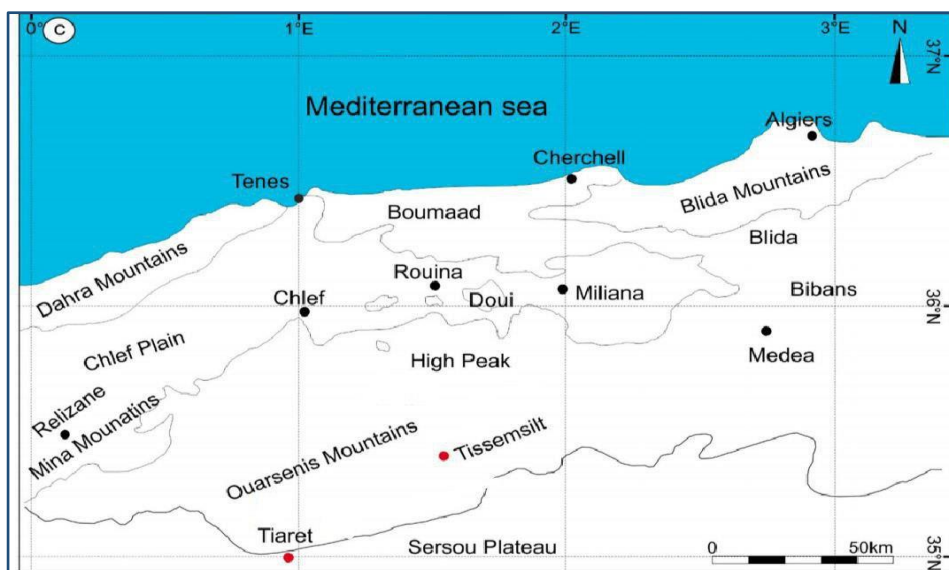 0° C 1°E 2°E 3°E N
37°N
Mediterranean sea
Algiers
Cherchell
Tenes
Blida Mountains
Boumaad
Blida
Dahra Mountains
Rouina
Doui
Miliana
Bibans
Chlef
36°N
Chlef Plain
High Peak
Medea
Relizane
Mina Mounatins
Ouarsenis Mountains
Tissemsilt
Tiaret
Sersou Plateau
0 50km
35°N